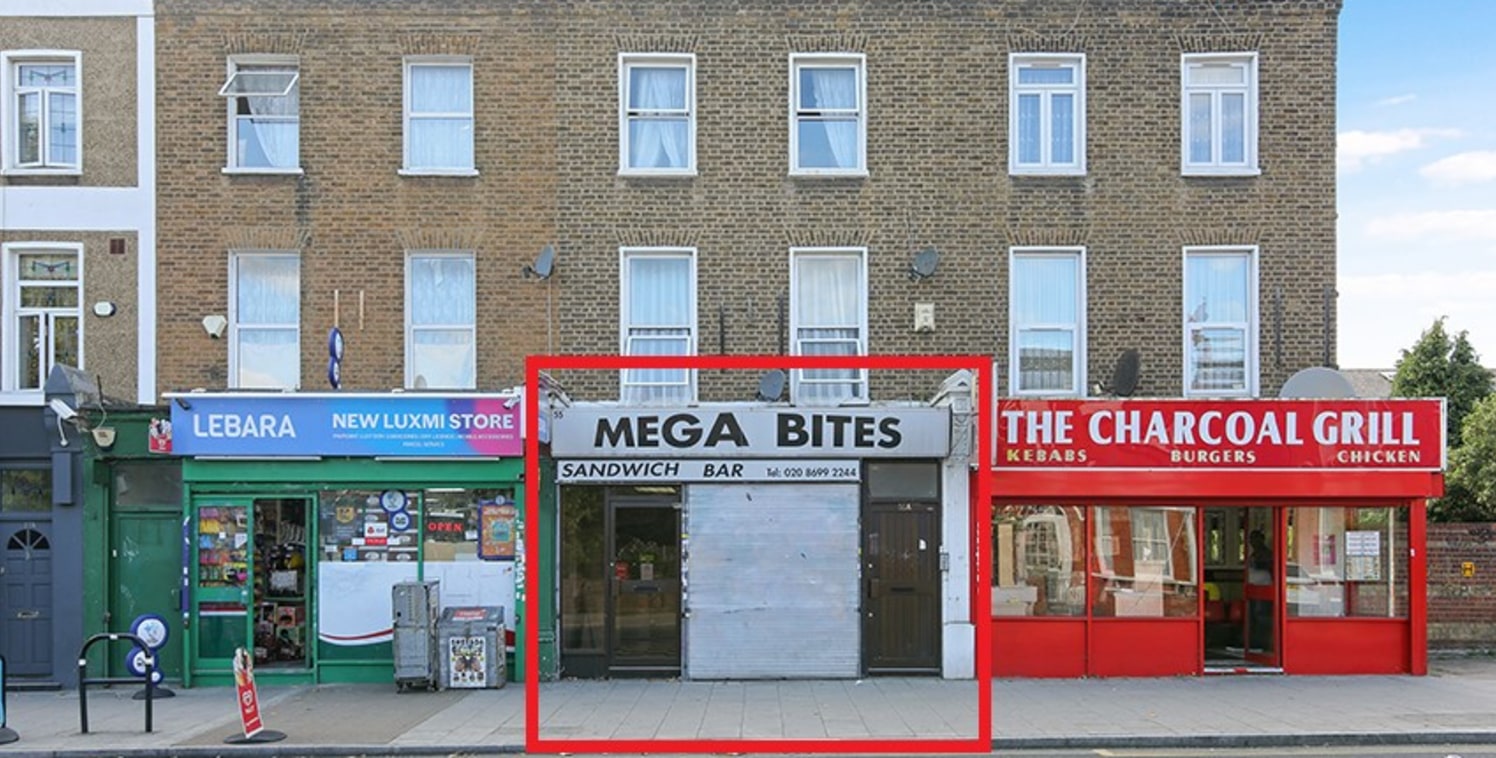 LEBARA
NEW LUXMI STORE
OPEN
55
MEGA BITES
SANDWICH BAR Tel: 020 8699 2244
THE CHARCOAL GRILL
KEBABS BURGERS CHICKEN